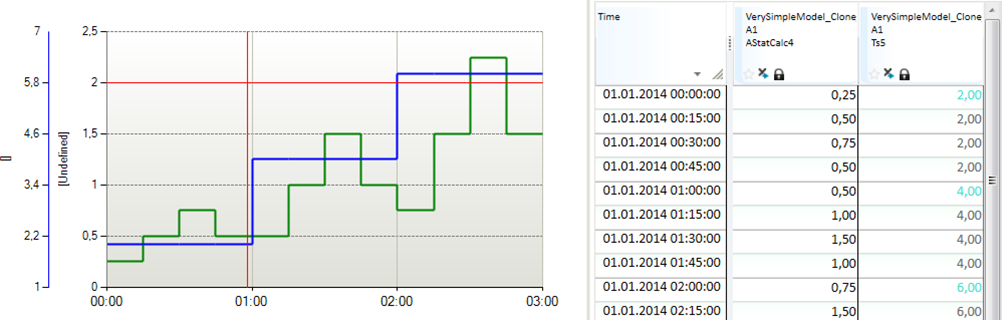 7
5,8
4,6
3,4
2,2
1
[]
[Undefined]
2,5
2
1,5
1
0,5
0
00:00 01:00 02:00 03:00
Time VerySimpleModel_Clone VerySimpleModel_Clone
A1 A1
AStatCalc4 Ts5
01.01.2014 00:00:00 0,25 2,00
01.01.2014 00:15:00 0,50 2,00
01.01.2014 00:30:00 0,75 2,00
01.01.2014 00:45:00 0,50 2,00
01.01.2014 01:00:00 0,50 4,00
01.01.2014 01:15:00 1,00 4,00
01.01.2014 01:30:00 1,50 4,00
01.01.2014 01:45:00 1,00 4,00
01.01.2014 02:00:00 0,75 6,00
01.01.2014 02:15:00 1,50 6,00